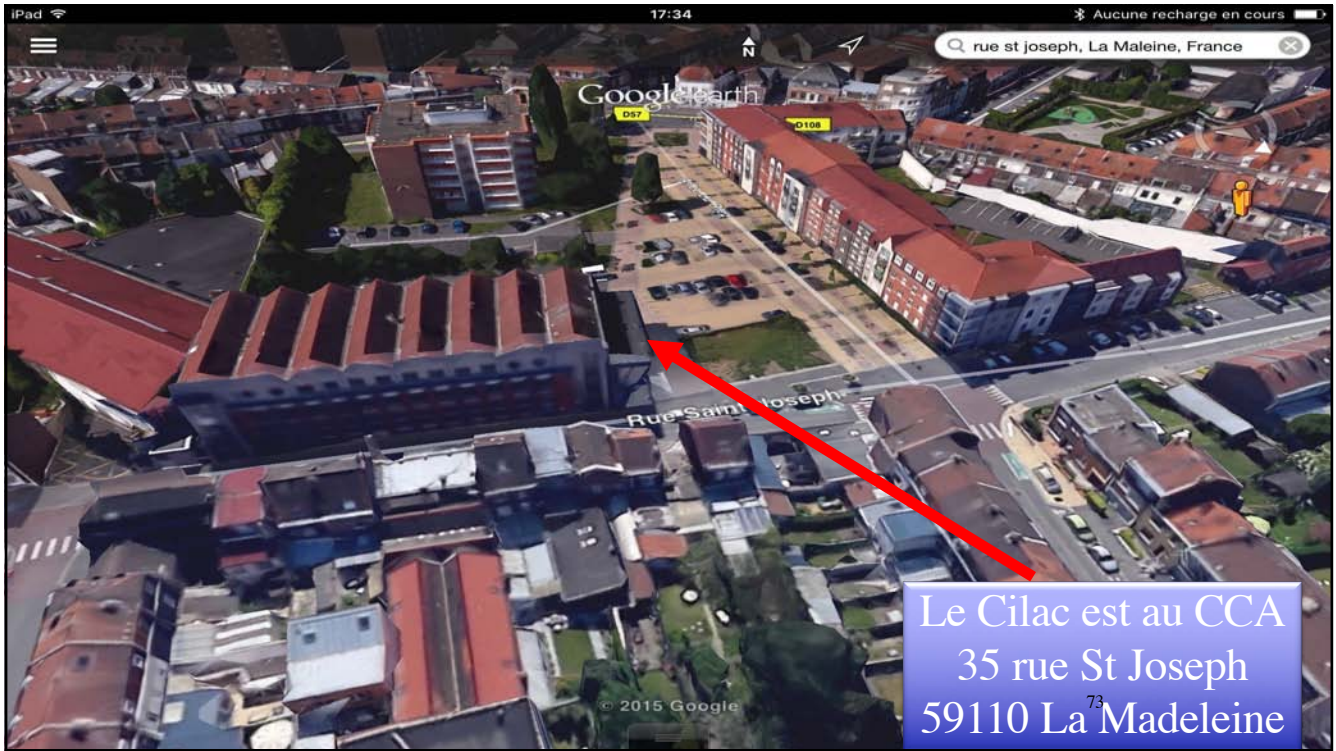 iPad 17:34 Aucune recharge en cours
N rue st joseph, La Maleine, France
Google earth
D57
D108
Rue Saint-Joseph
Le Cilac est au CCA
35 rue St Joseph
59110 La Madeleine
73
© 2015 Google